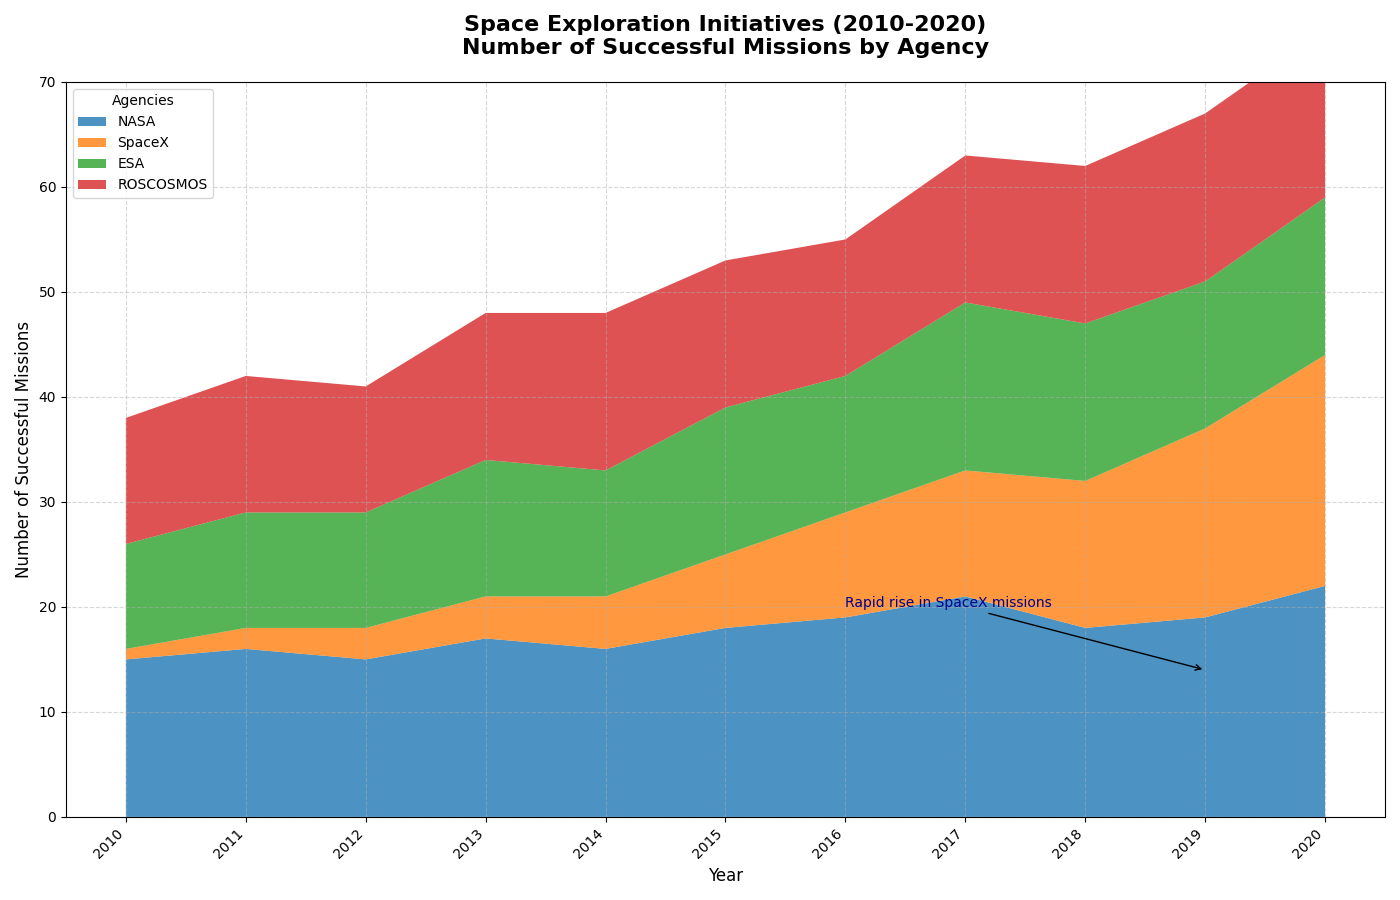 Space Exploration Initiatives (2010-2020)
Number of Successful Missions by Agency
70
60
50
40
30
20
10
0
Number of Successful Missions
Agencies
NASA
SpaceX
ESA
ROSCOSMOS
Rapid rise in SpaceX missions
2010
2011
2012
2013
2014
2015
2016
2017
2018
2019
2020
Year